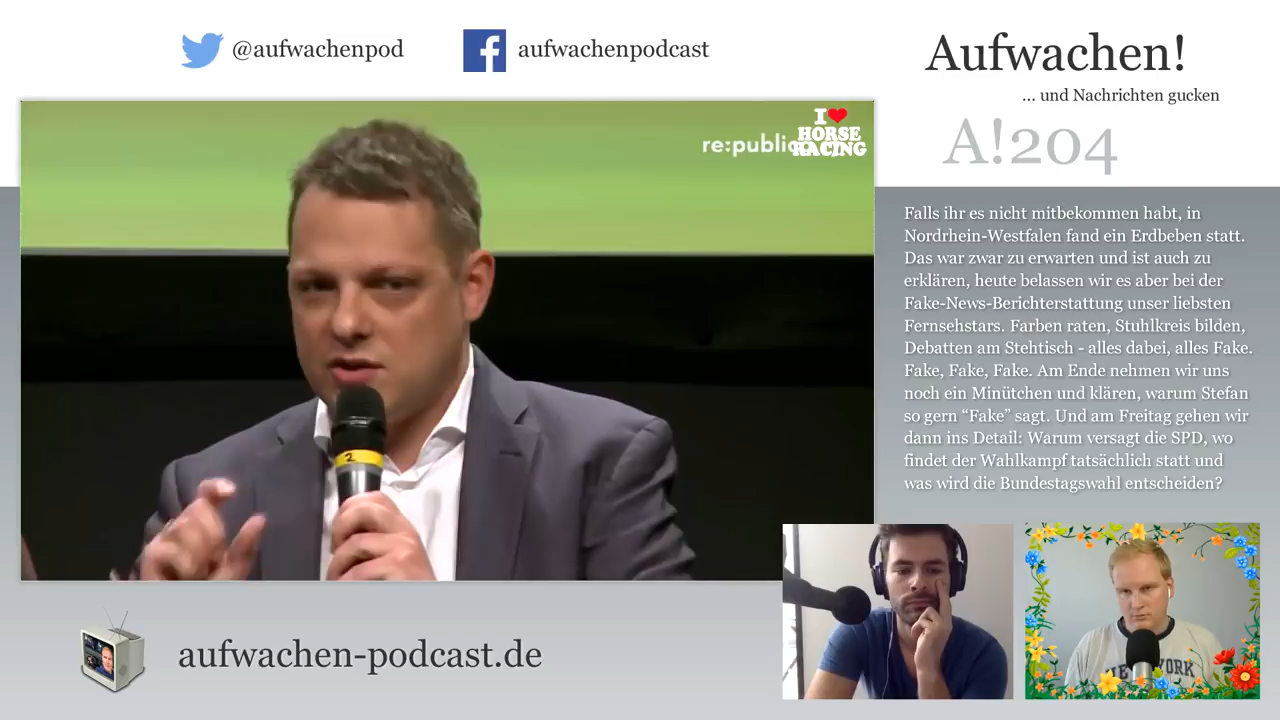 @aufwachenpod
aufwachenpodcast
Aufwachen!
... und Nachrichten gucken
A!204
I
HORSE
RACING
re:public
2
Falls ihr es nicht mitbekommen habt, in
Nordrhein-Westfalen fand ein Erdbeben statt.
Das war zwar zu erwarten und ist auch zu
erklären, heute belassen wir es aber bei der
Fake-News-Berichterstattung unser liebsten
Fernsehstars. Farben raten, Stuhlkreis bilden,
Debatten am Stehtisch - alles dabei, alles Fake.
Fake, Fake, Fake. Am Ende nehmen wir uns
noch ein Minütchen und klären, warum Stefan
so gern “Fake” sagt. Und am Freitag gehen wir
dann ins Detail: Warum versagt die SPD, wo
findet der Wahlkampf tatsächlich statt und
was wird die Bundestagswahl entscheiden?
YORK
aufwachen-podcast.de